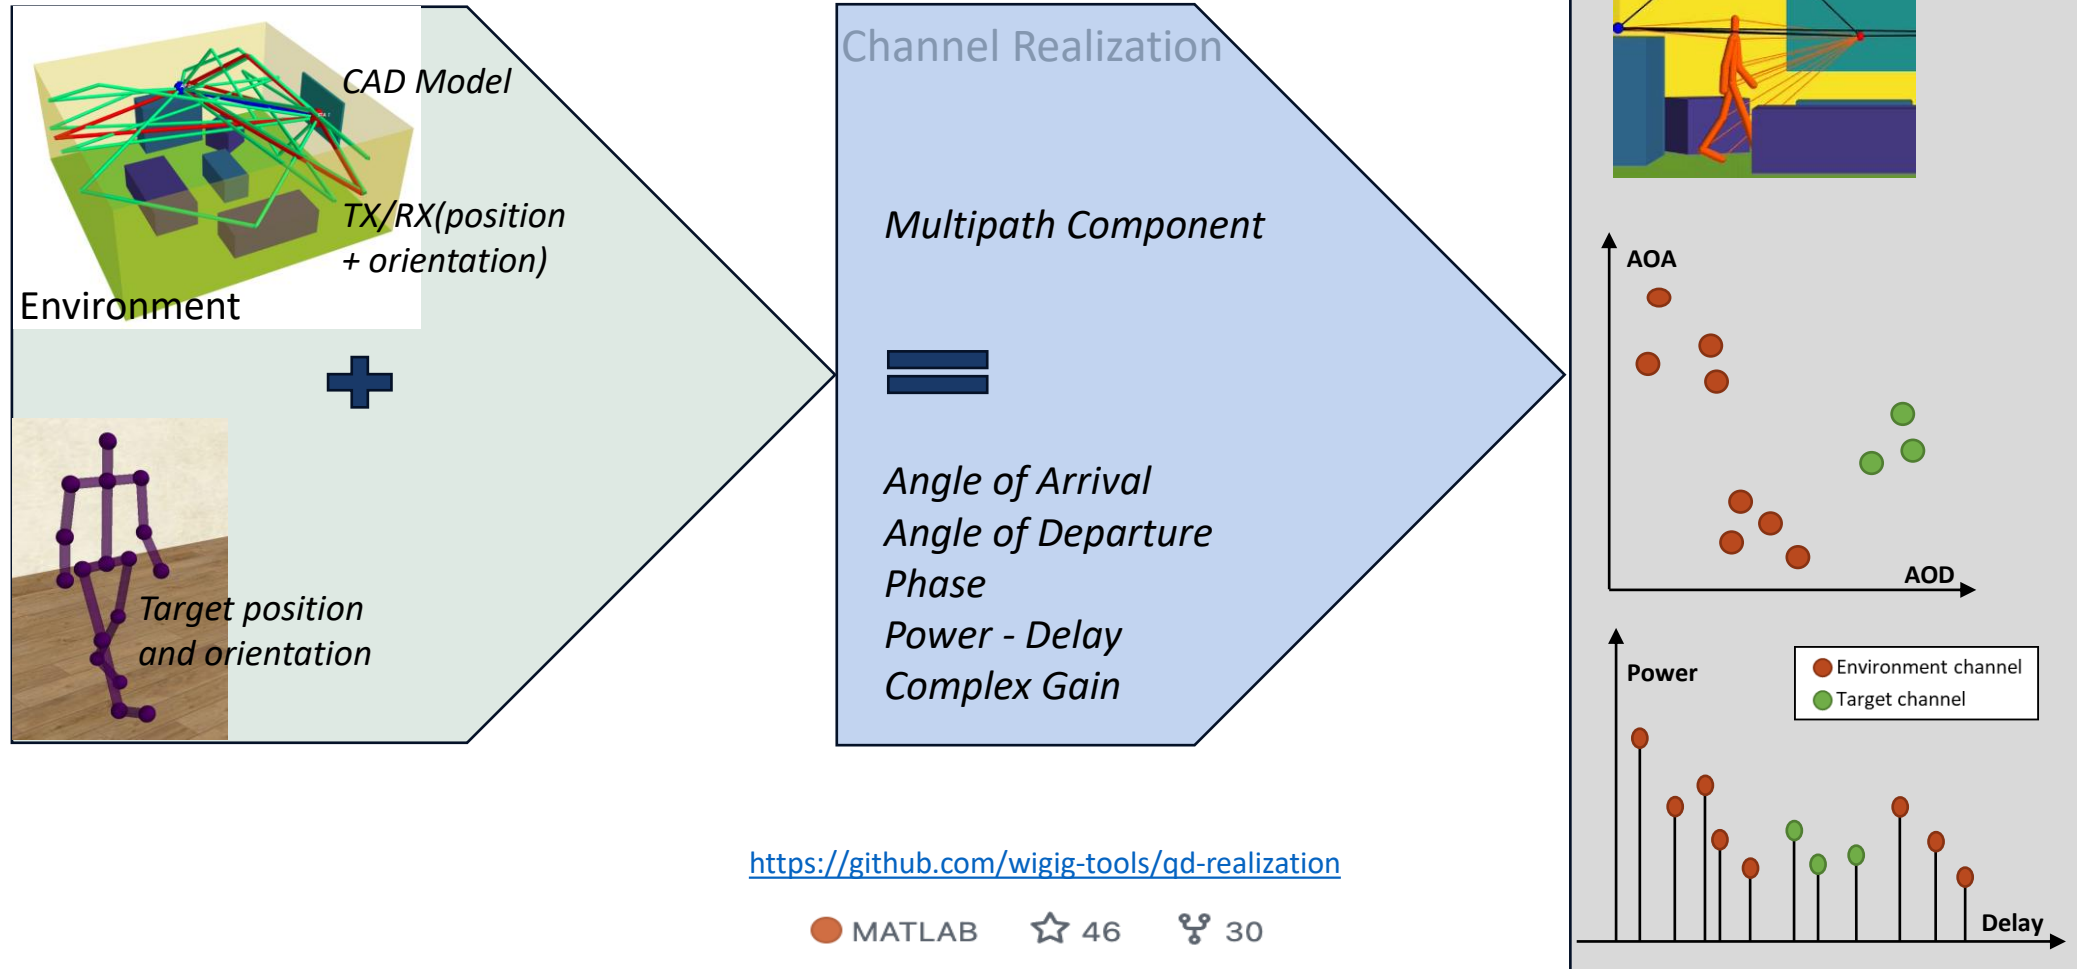 CAD Model
TX/RX(position
+ orientation)
Environment
Target position
and orientation
Channel Realization
Multipath Component
Angle of Arrival
Angle of Departure
Phase
Power - Delay
Complex Gain
AOA
AOD
Power
Environment channel
Target channel
Delay
https://github.com/wigig-tools/qd-realization
MATLAB 46 30